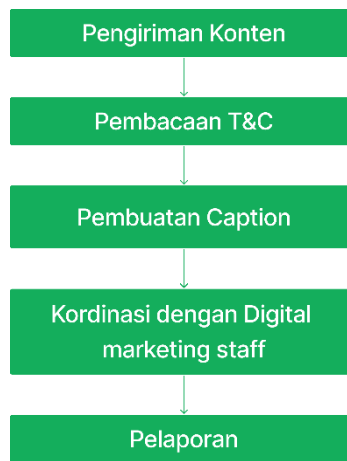 Pengiriman Konten
Pembacaan T&C
Pembuatan Caption
Kordinasi dengan Digital
marketing staff
Pelaporan